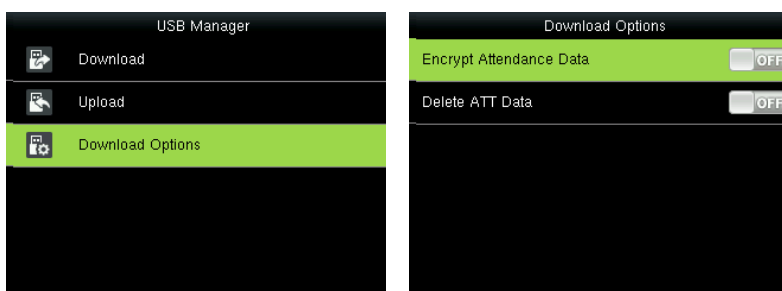 USB Manager
Download
Upload
Download Options
Download Options
Encrypt Attendance Data
OFF
Delete ATT Data
OFF